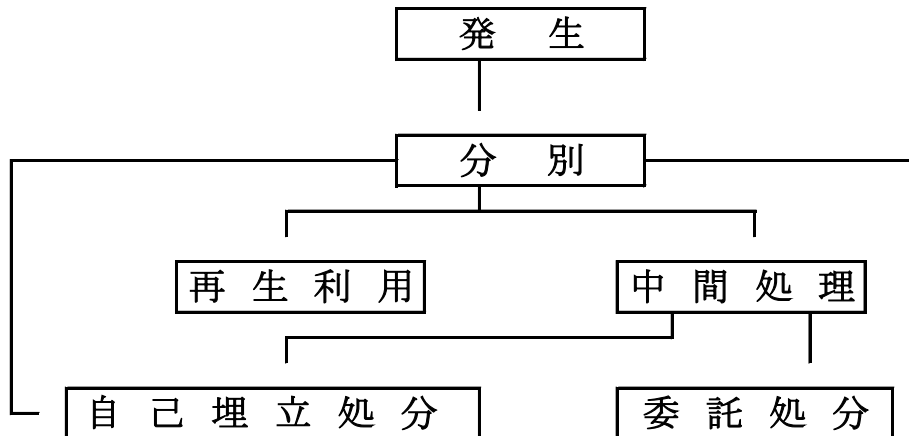 発生
分別
再生利用 中間処理
自己埋立処分 委託処分